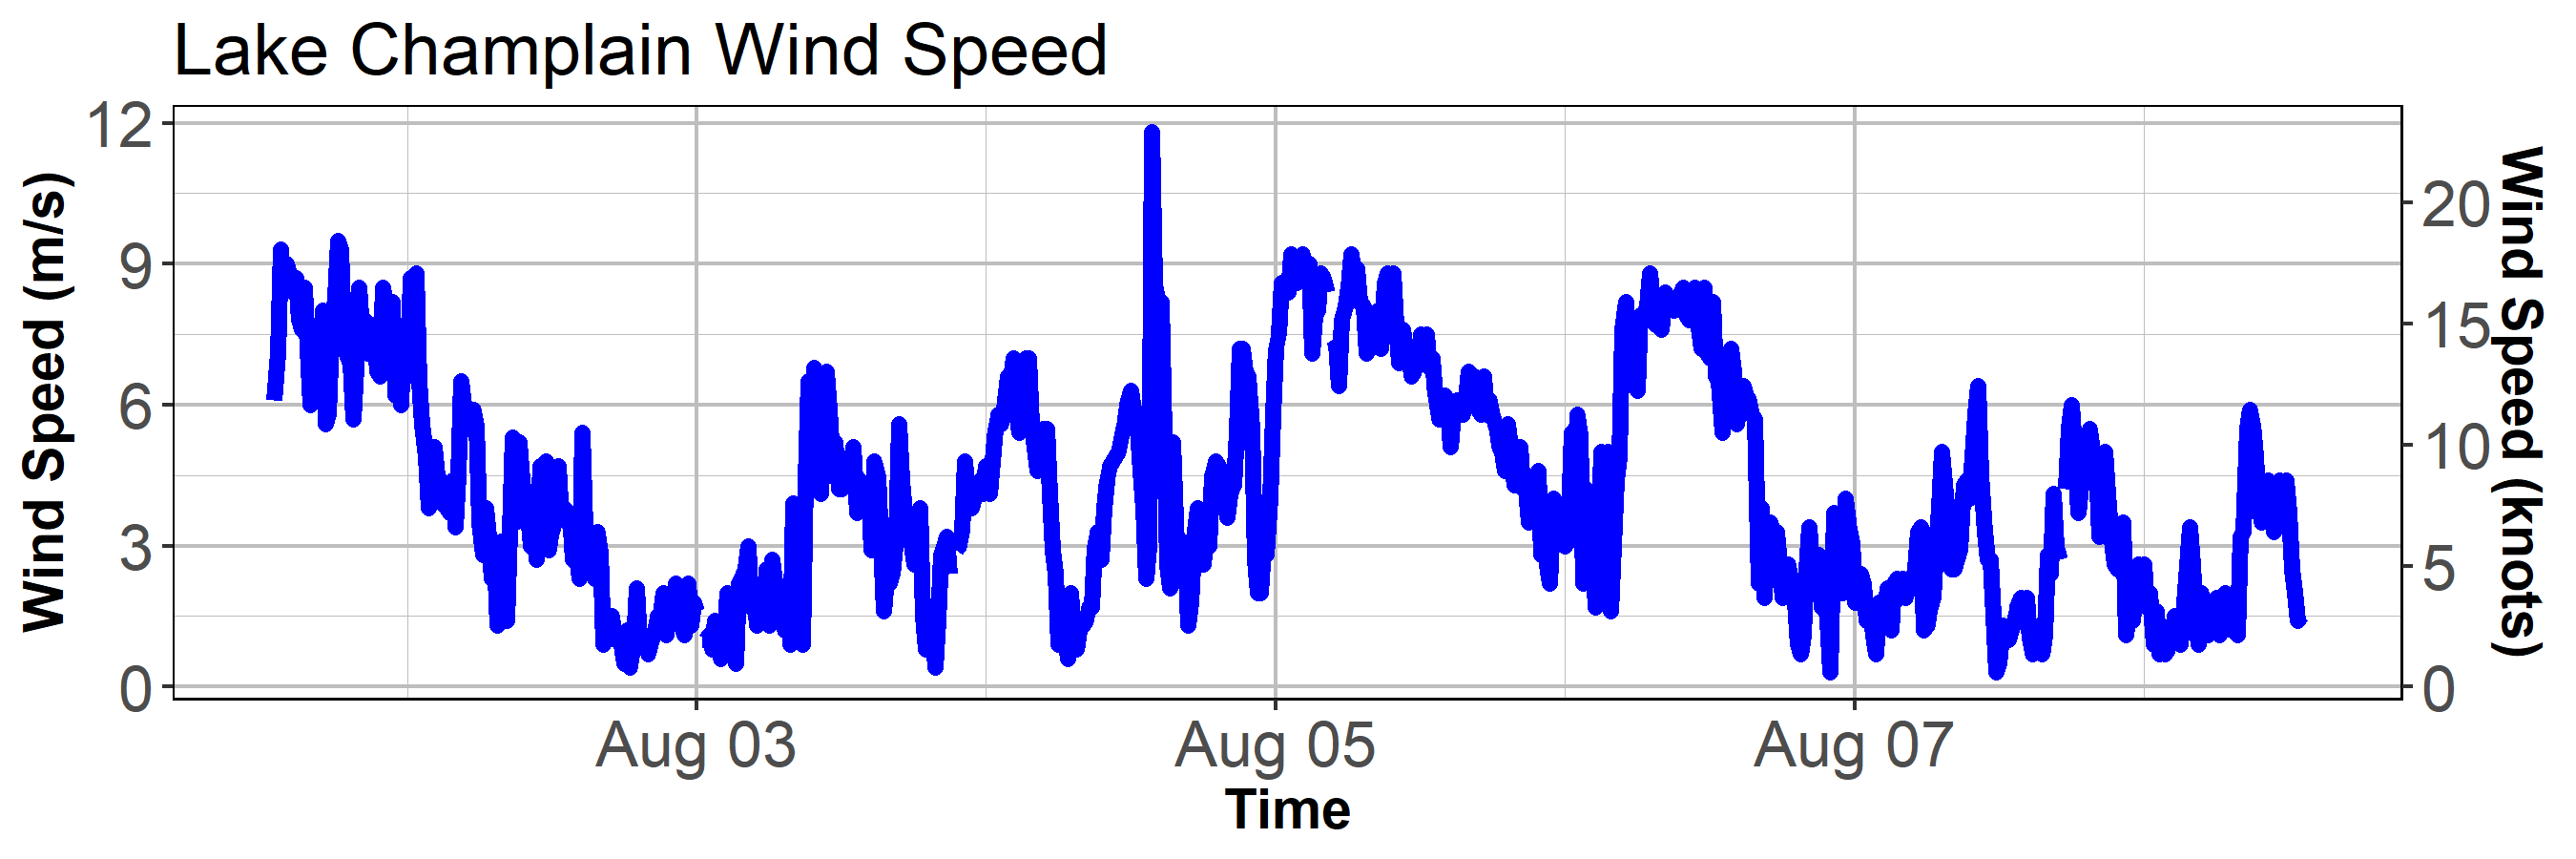 Lake Champlain Wind Speed
Wind Speed (m/s)
12
9
6
3
0
20
15
10
5
0
Wind Speed (knots)
Aug 03
Aug 05
Aug 07
Time